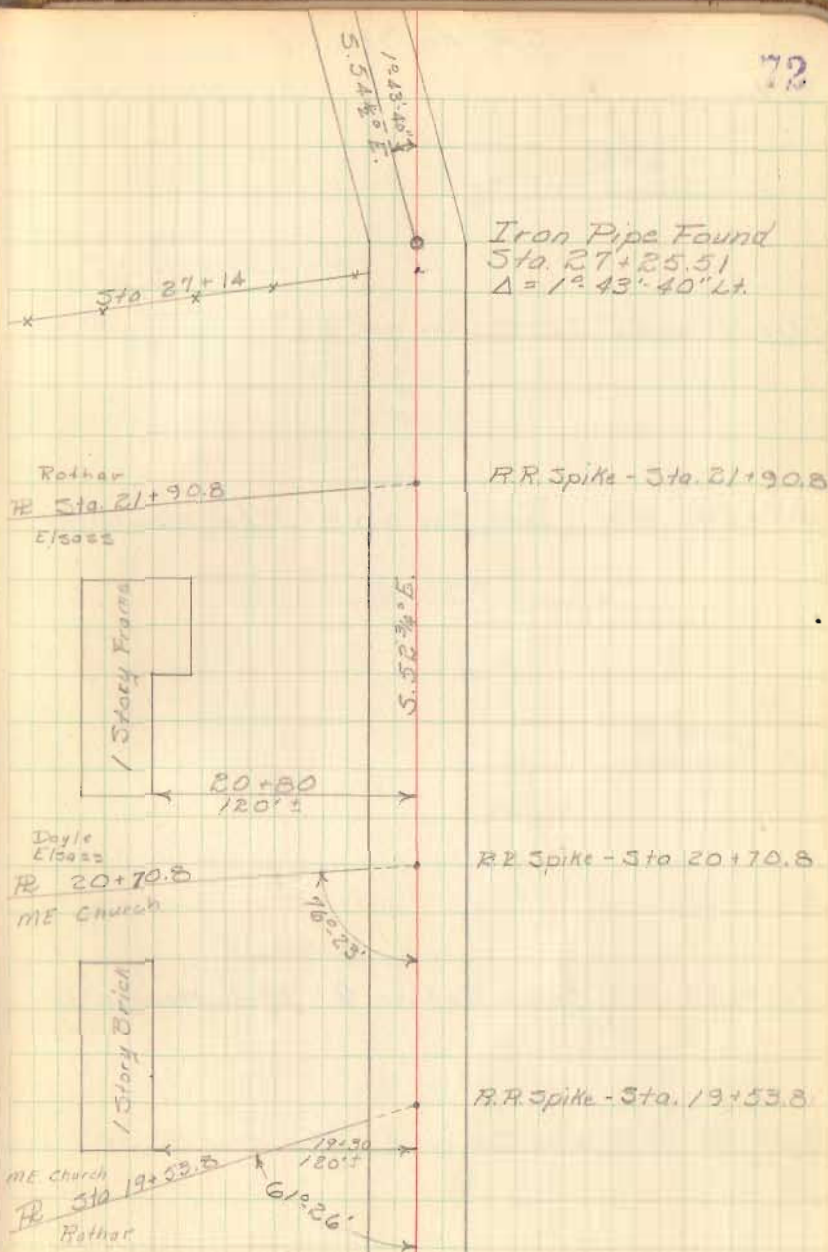 72
1°-43'-40"
S. 54½° E.
Iron Pipe Found
Sta. 27+25.51
Δ = 1°-43'-40" Lt.
Sta 27+14
Rothar
PL Sta. 21+90.8
Elsass
R.R. Spike - Sta. 21+90.8
1 Story Frame
S. 52¾° E.
20+80
120'±
Doyle
Elsass
PL 20+70.8
ME Church
R.R. Spike - Sta 20+70.8
76°-23'
1 Story Brick
R.R. Spike - Sta. 19+53.8
19+30
120'±
ME. Church
PL Sta 19+53.8
Rothar
61°-26'